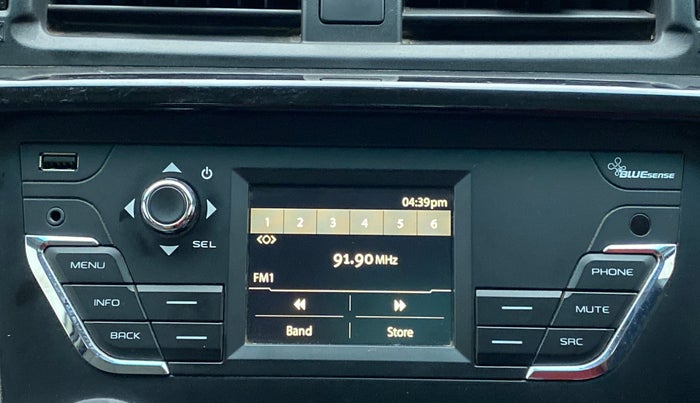 BLUEsense
04:39pm
1 2 3 4 5 6
SEL
91.90 MHz
FM1
MENU
PHONE
INFO
MUTE
BACK
Band
Store
SRC